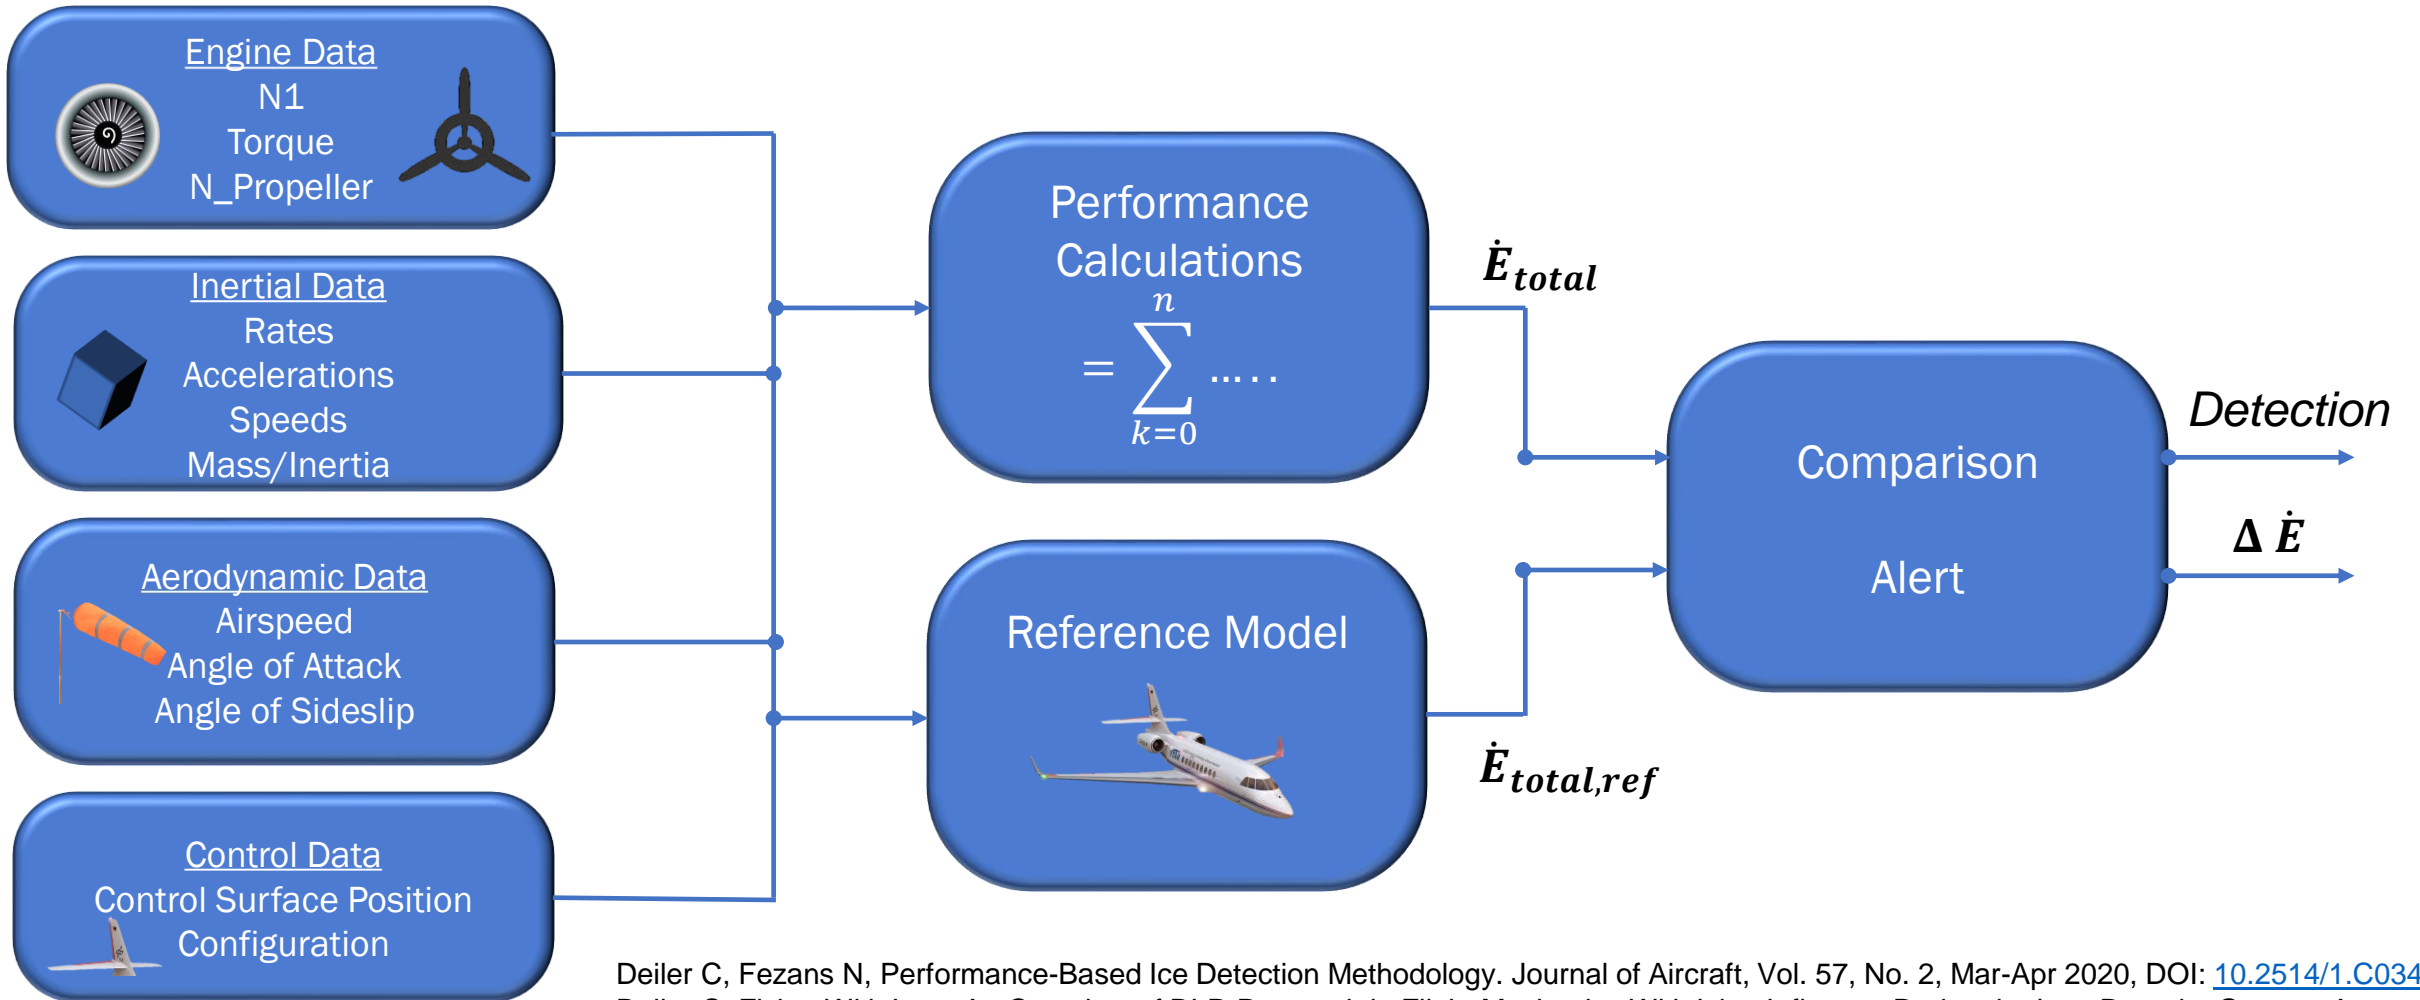 Engine Data
N1
Torque
N_Propeller
Inertial Data
Rates
Accelerations
Speeds
Mass/Inertia
Aerodynamic Data
Airspeed
Angle of Attack
Angle of Sideslip
Control Data
Control Surface Position
Configuration
Performance
Calculations
n
= ∑ … . .
k=0
Reference Model
Ė_total
Ė_total,ref
Comparison
Alert
Detection
Δ Ė
Deiler C, Fezans N, Performance-Based Ice Detection Methodology. Journal of Aircraft, Vol. 57, No. 2, Mar-Apr 2020, DOI: 10.2514/1.C034